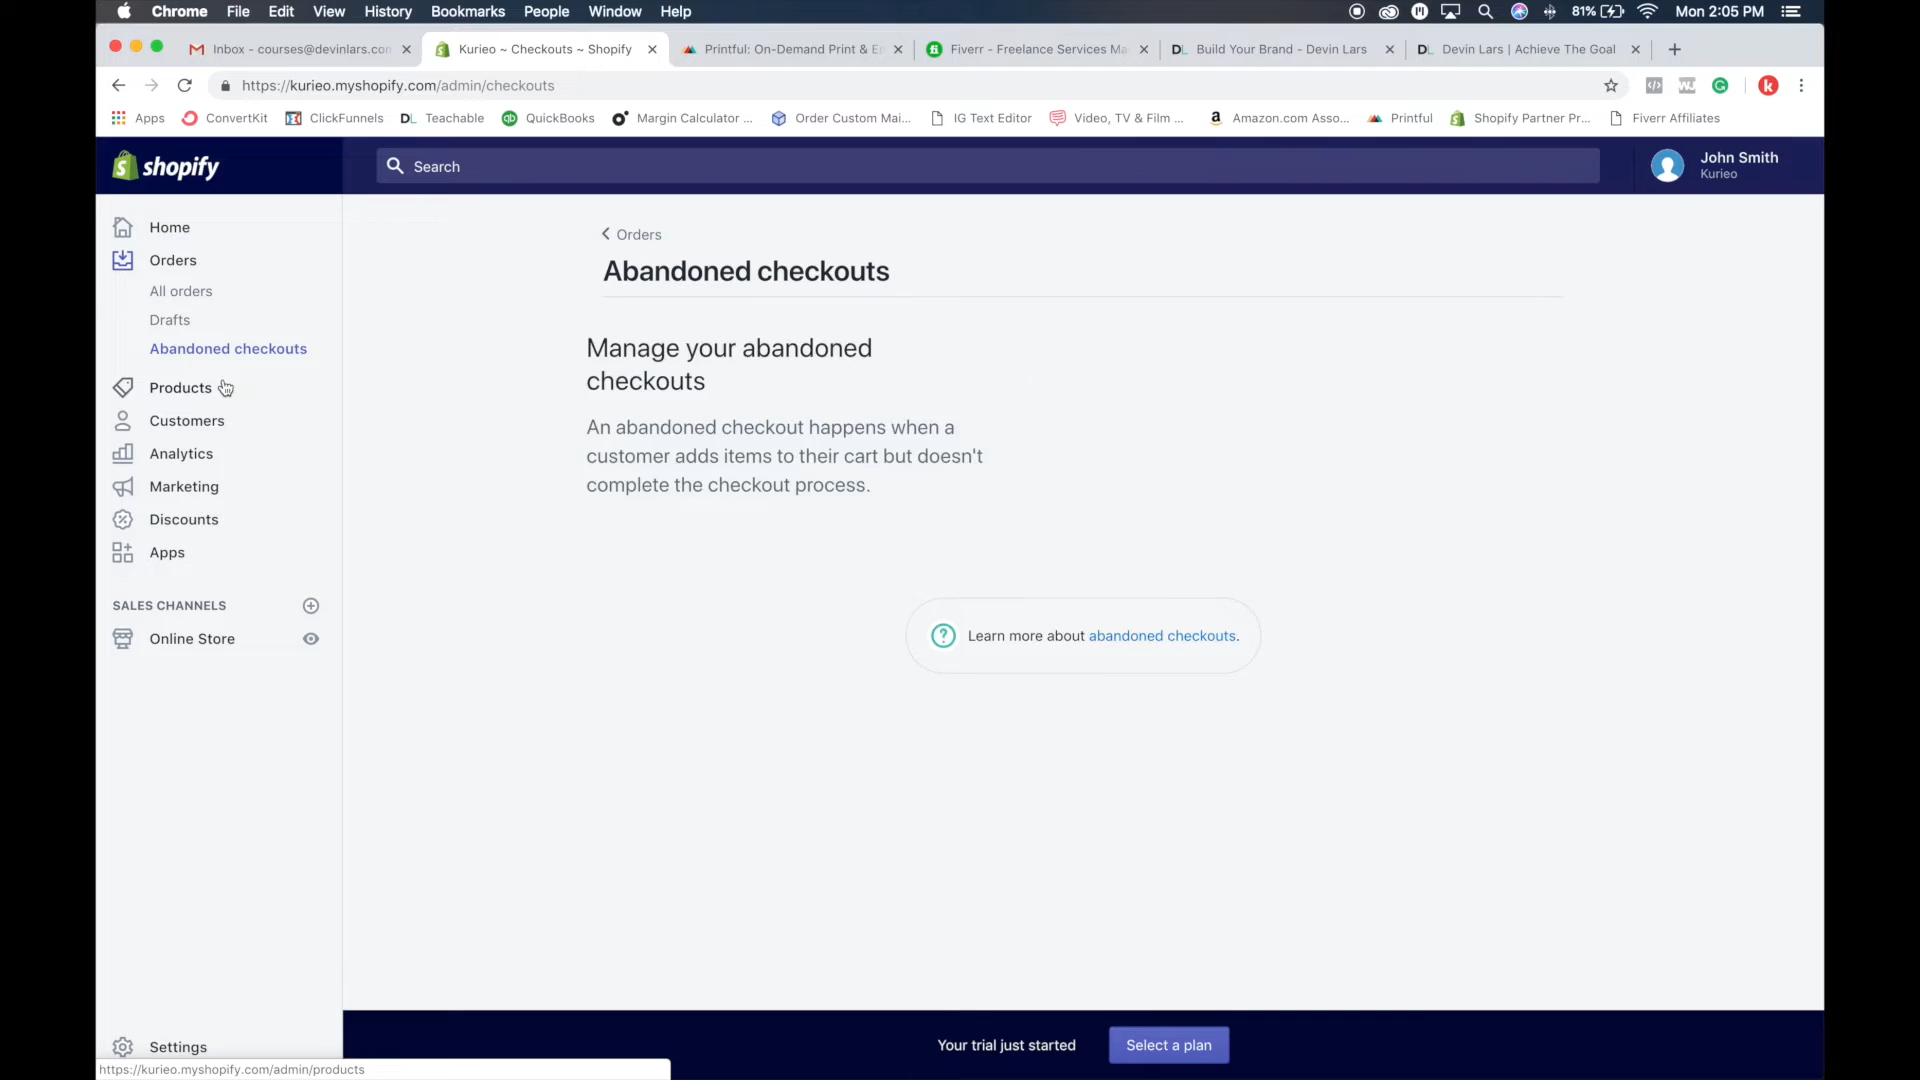 Chrome File Edit View History Bookmarks People Window Help 81% Mon 2:05 PM
Inbox - courses@devinlars.con Kurieo ~ Checkouts ~ Shopify Printful: On-Demand Print & E Fiverr - Freelance Services Ma DL Build Your Brand - Devin Lars DL Devin Lars | Achieve The Goal
https://kurieo.myshopify.com/admin/checkouts
Apps ConvertKit ClickFunnels DL Teachable QuickBooks Margin Calculator ... Order Custom Mai... IG Text Editor Video, TV & Film ... Amazon.com Asso... Printful Shopify Partner Pr... Fiverr Affiliates
shopify
Search
John Smith
Kurieo
Home
Orders
All orders
Drafts
Abandoned checkouts
Products
Customers
Analytics
Marketing
Discounts
Apps
SALES CHANNELS
Online Store
Settings
Orders
Abandoned checkouts
Manage your abandoned
checkouts
An abandoned checkout happens when a
customer adds items to their cart but doesn't
complete the checkout process.
Learn more about abandoned checkouts.
Your trial just started Select a plan
https://kurieo.myshopify.com/admin/products